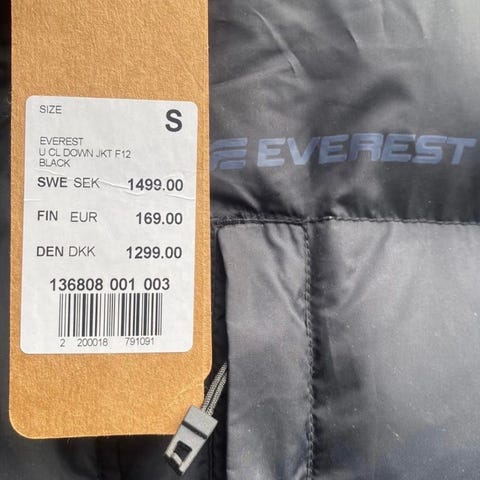 SIZE
S
EVEREST
U CL DOWN JKT F12
BLACK
SWE SEK 1499.00
FIN EUR 169.00
DEN DKK 1299.00
136808 001 003
2 200018 791091
EVEREST